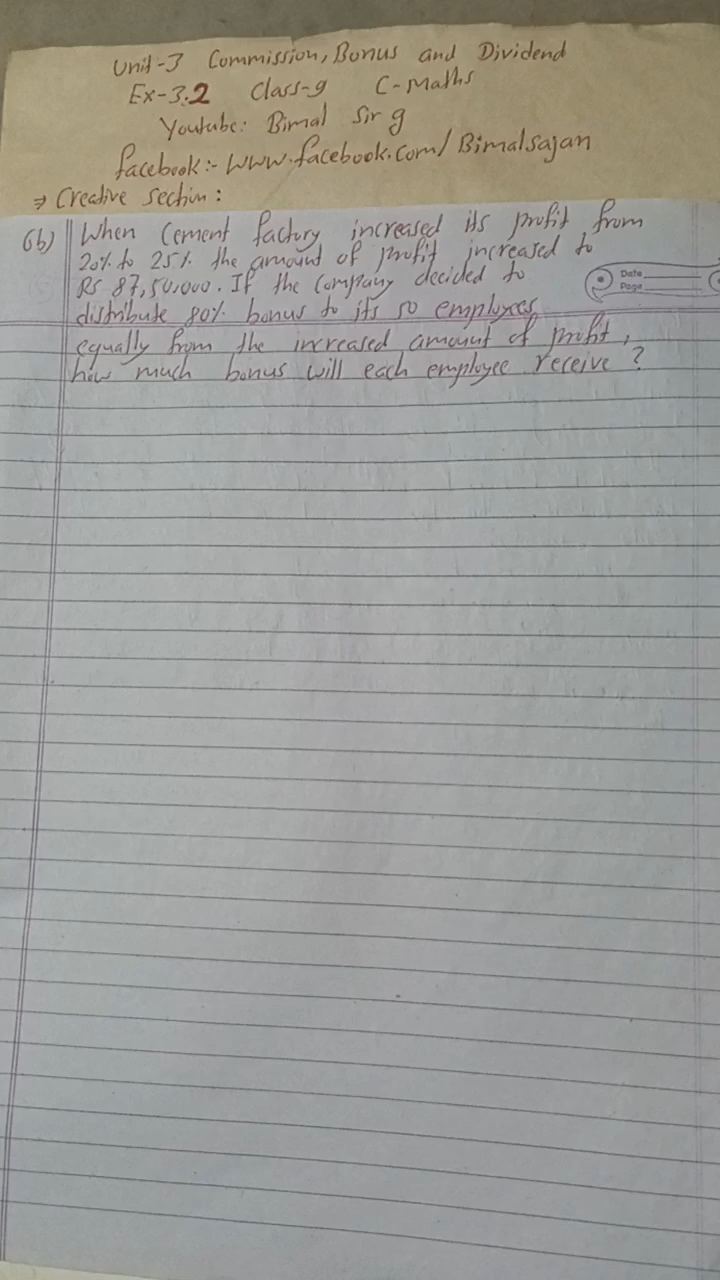 Unit-3 Commission, Bonus and Dividend
Ex-3.2 Class-9 C-Maths
Youtube: Bimal Sir g
facebook:- www.facebook.com/Bimalsajan
⇒ Creative section:
6b) When Cement factory increased its profit from
20% to 25% the amount of profit increased to
RS 87,50,000. If the Company decided to
Date
Page
distribute 80% bonus to its 50 employees
equally from the increased amount of profit,
how much bonus will each employee receive ?